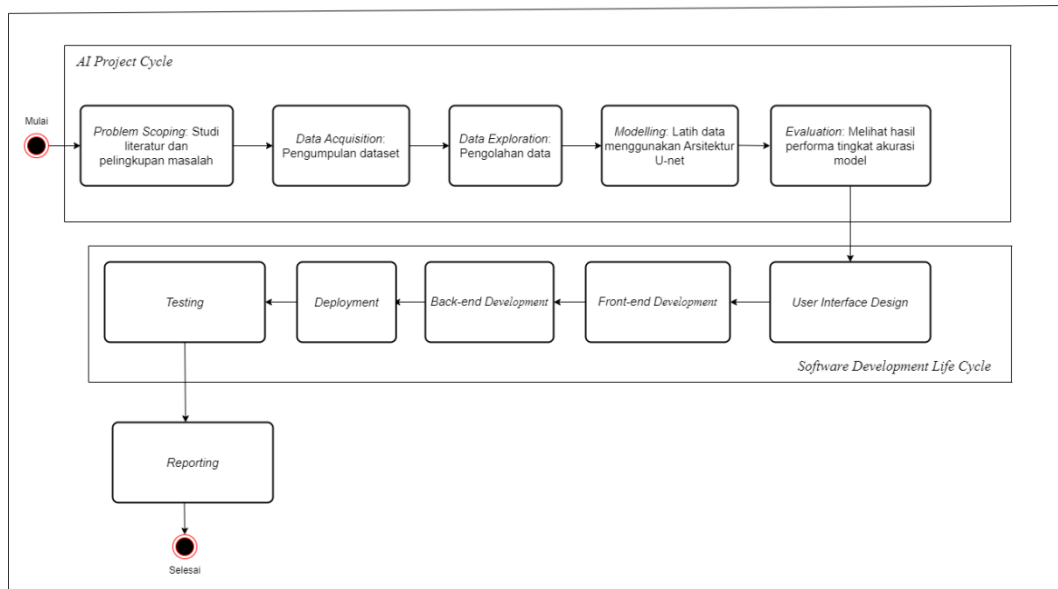 AI Project Cycle
Mulai
Problem Scoping: Studi
literatur dan
pelingkupan masalah
Data Acquisition:
Pengumpulan dataset
Data Exploration:
Pengolahan data
Modelling: Latih data
menggunakan Arsitektur
U-net
Evaluation: Melihat hasil
performa tingkat akurasi
model
Testing
Deployment
Back-end Development
Front-end Development
User Interface Design
Software Development Life Cycle
Reporting
Selesai